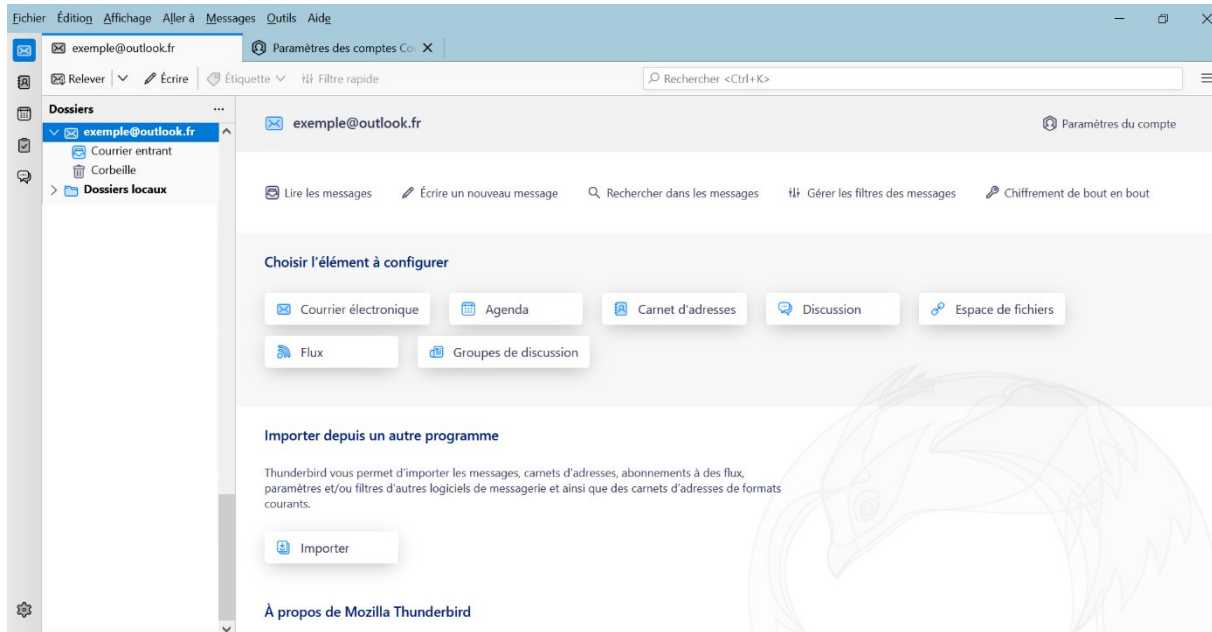 Fichier Édition Affichage Aller à Messages Outils Aide
exemple@outlook.fr Paramètres des comptes Cou
Relever Écrire Étiquette Filtre rapide Rechercher <Ctrl+K>
Dossiers ...
exemple@outlook.fr
Courrier entrant
Corbeille
Dossiers locaux
exemple@outlook.fr Paramètres du compte
Lire les messages Écrire un nouveau message Rechercher dans les messages Gérer les filtres des messages Chiffrement de bout en bout
Choisir l'élément à configurer
Courrier électronique Agenda Carnet d'adresses Discussion Espace de fichiers
Flux Groupes de discussion
Importer depuis un autre programme
Thunderbird vous permet d'importer les messages, carnets d'adresses, abonnements à des flux,
paramètres et/ou filtres d'autres logiciels de messagerie et ainsi que des carnets d'adresses de formats
courants.
Importer
À propos de Mozilla Thunderbird